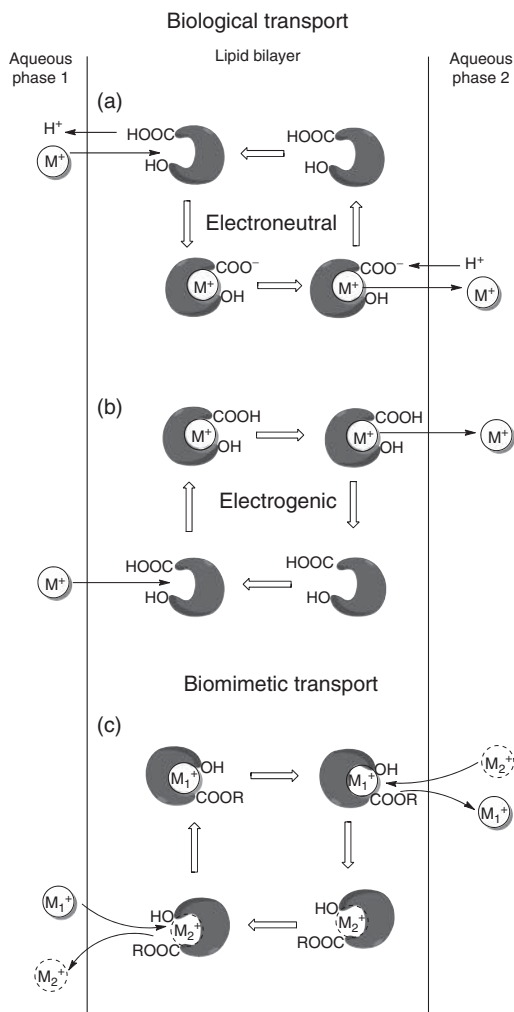 Biological transport
Aqueous
phase 1
Lipid bilayer
Aqueous
phase 2
(a)
H⁺
HOOC
HOOC
M⁺
HO
HO
Electroneutral
COO⁻
COO⁻
H⁺
M⁺
OH
M⁺
OH
M⁺
(b)
COOH
COOH
M⁺
OH
M⁺
OH
M⁺
Electrogenic
HOOC
HOOC
M⁺
HO
HO
Biomimetic transport
(c)
OH
OH
M₂⁺
M₁⁺
M₁⁺
COOR
COOR
M₁⁺
M₁⁺
HO
HO
M₂⁺
M₂⁺
ROOC
ROOC
M₂⁺